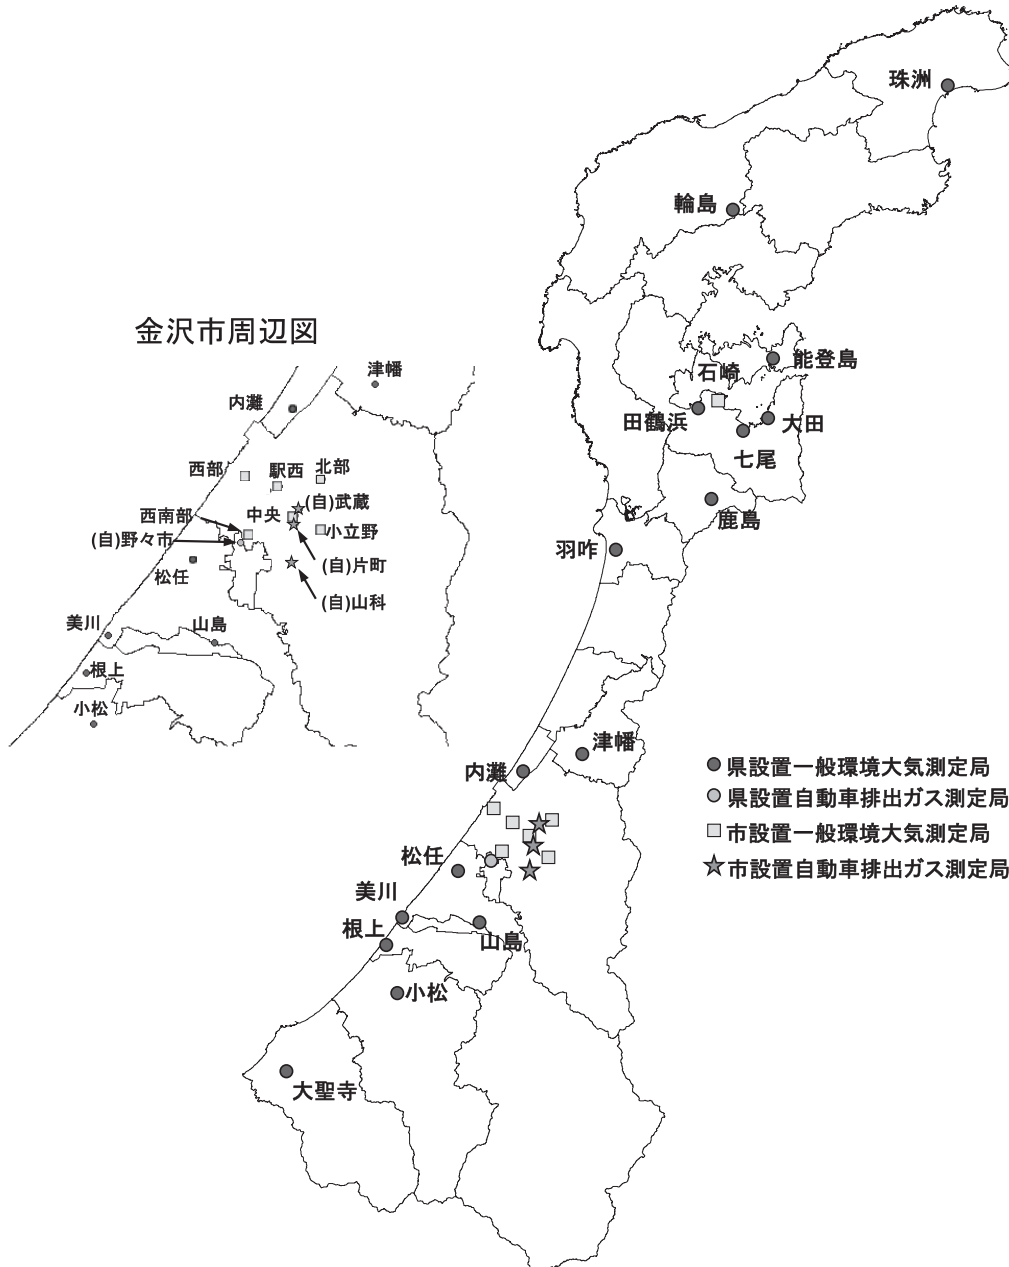 珠洲
輪島
金沢市周辺図
能登島
石崎
田鶴浜
大田
七尾
鹿島
羽咋
津幡
内灘
西部
駅西
北部
(自)武蔵
西南部
中央
小立野
(自)野々市
(自)片町
松任
(自)山科
美川
山島
根上
小松
津幡
内灘
松任
美川
根上
山島
小松
大聖寺
県設置一般環境大気測定局
県設置自動車排出ガス測定局
市設置一般環境大気測定局
市設置自動車排出ガス測定局